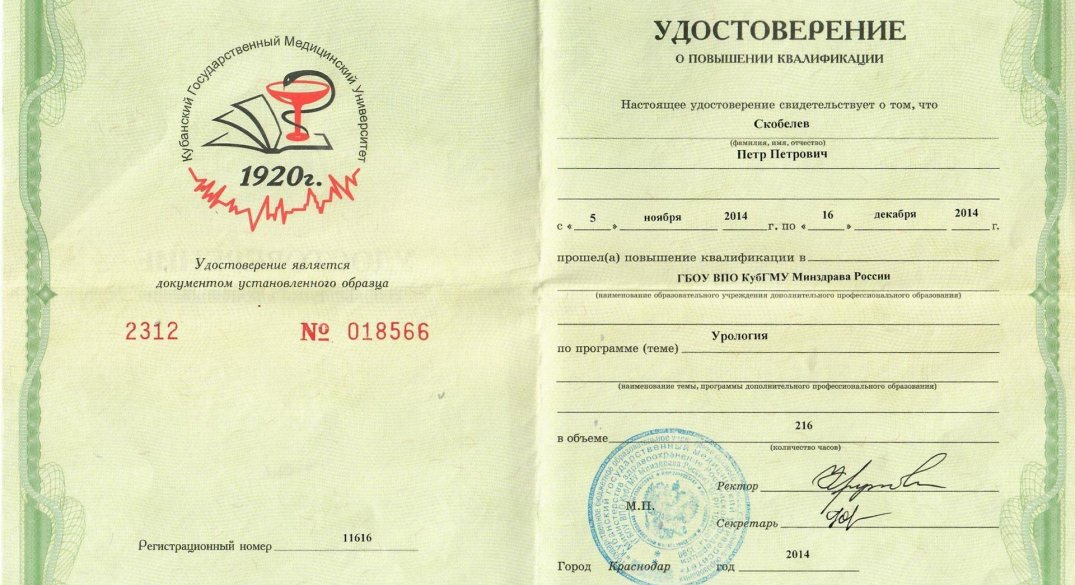 Кубанский Государственный Медицинский Университет
1920г.
Удостоверение является
документом установленного образца
2312 № 018566
Регистрационный номер 11616
УДОСТОВЕРЕНИЕ
О ПОВЫШЕНИИ КВАЛИФИКАЦИИ
Настоящее удостоверение свидетельствует о том, что
Скобелев
(фамилия, имя, отчество)
Петр Петрович
с « 5 » ноября 2014 г. по « 16 » декабря 2014 г.
прошел(а) повышение квалификации в
ГБОУ ВПО КубГМУ Минздрава России
(наименование образовательного учреждения дополнительного профессионального образования)
Урология
по программе (теме)
(наименование темы, программы дополнительного профессионального образования)
216
в объеме
(количество часов)
Ректор
М.П.
Секретарь
Город Краснодар год 2014